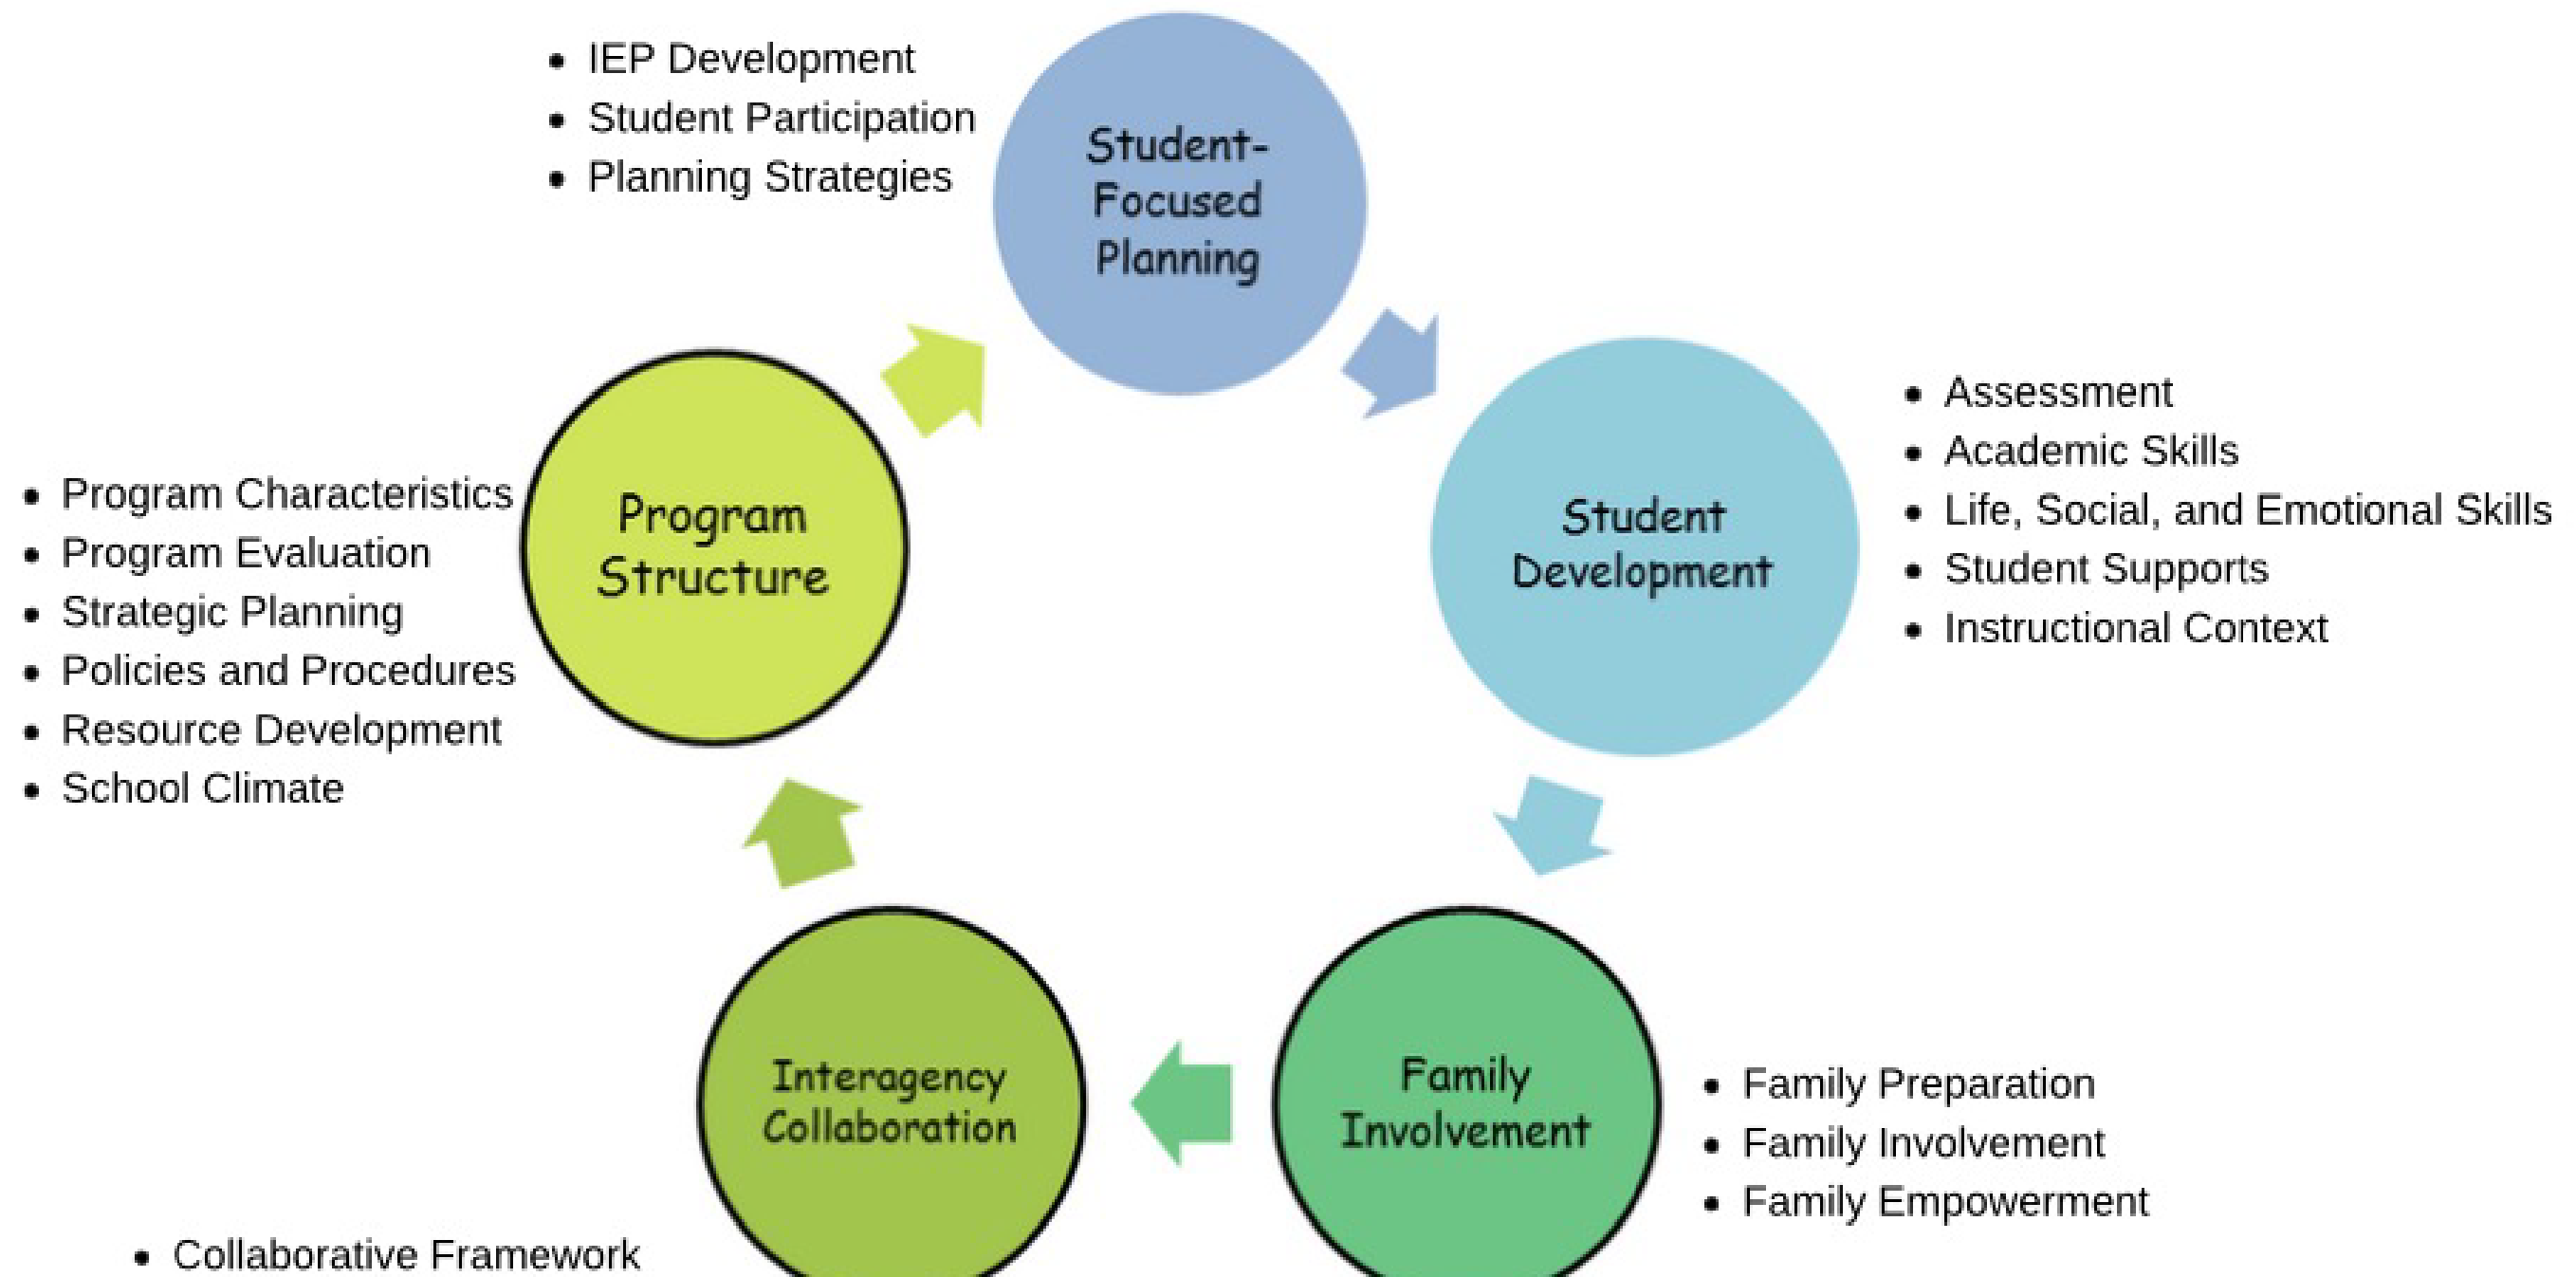 • IEP Development
• Student Participation
• Planning Strategies
Student-
Focused
Planning
• Assessment
• Academic Skills
• Life, Social, and Emotional Skills
• Student Supports
• Instructional Context
Student
Development
• Program Characteristics
• Program Evaluation
• Strategic Planning
• Policies and Procedures
• Resource Development
• School Climate
Program
Structure
Interagency
Collaboration
Family
Involvement
• Family Preparation
• Family Involvement
• Family Empowerment
• Collaborative Framework